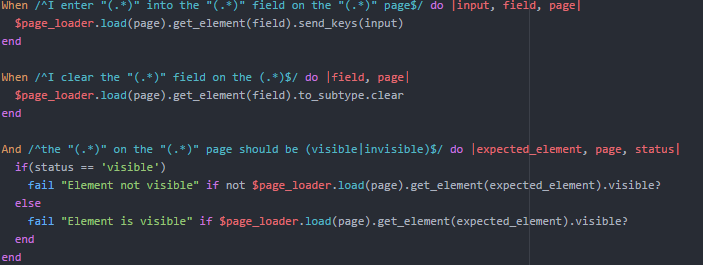 When /^I enter "(.*)" into the "(.*)" field on the "(.*)" page$/ do |input, field, page|
  $page_loader.load(page).get_element(field).send_keys(input)
end
When /^I clear the "(.*)" field on the (.*)$/ do |field, page|
  $page_loader.load(page).get_element(field).to_subtype.clear
end
And /^the "(.*)" on the "(.*)" page should be (visible|invisible)$/ do |expected_element, page, status|
  if(status == 'visible')
    fail "Element not visible" if not $page_loader.load(page).get_element(expected_element).visible?
  else
    fail "Element is visible" if $page_loader.load(page).get_element(expected_element).visible?
  end
end